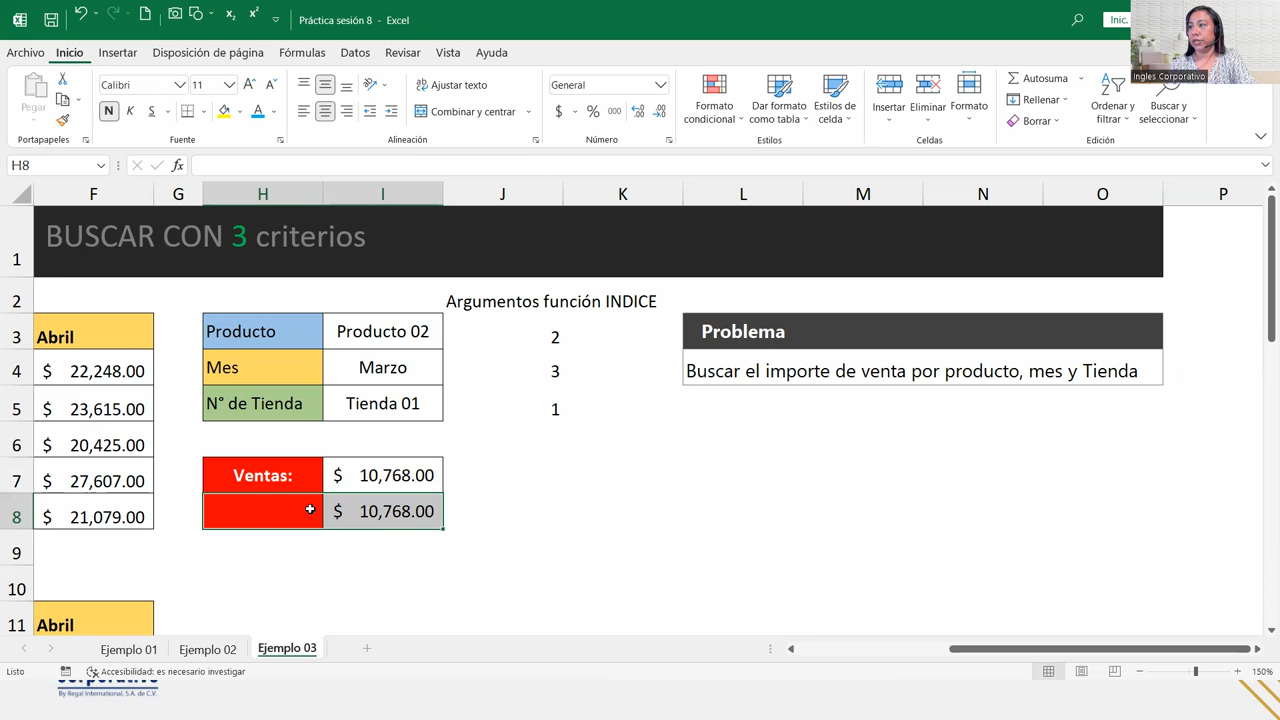 Práctica sesión 8 - Excel
Inic.
Ingles Corporativo
Archivo Inicio Insertar Disposición de página Fórmulas Datos Revisar Vista Ayuda
Pegar
Calibri 11
N K S
Ajustar texto
Combinar y centrar
General
$ %
Formato condicional
Dar formato como tabla
Estilos de celda
Insertar Eliminar Formato
Autosuma
Rellenar
Borrar
Ordenar y filtrar
Buscar y seleccionar
Portapapeles Fuente Alineación Número Estilos Celdas Edición
H8 fx
F G H I J K L M N O P
1 BUSCAR CON 3 criterios
2 Argumentos función INDICE
3 Abril Producto Producto 02 2 Problema
4 $ 22,248.00 Mes Marzo 3 Buscar el importe de venta por producto, mes y Tienda
5 $ 23,615.00 N° de Tienda Tienda 01 1
6 $ 20,425.00
7 $ 27,607.00 Ventas: $ 10,768.00
8 $ 21,079.00 $ 10,768.00
9
10
11 Abril
Ejemplo 01 Ejemplo 02 Ejemplo 03
Listo Accesibilidad: es necesario investigar 150%
By Regal International, S.A. de C.V.